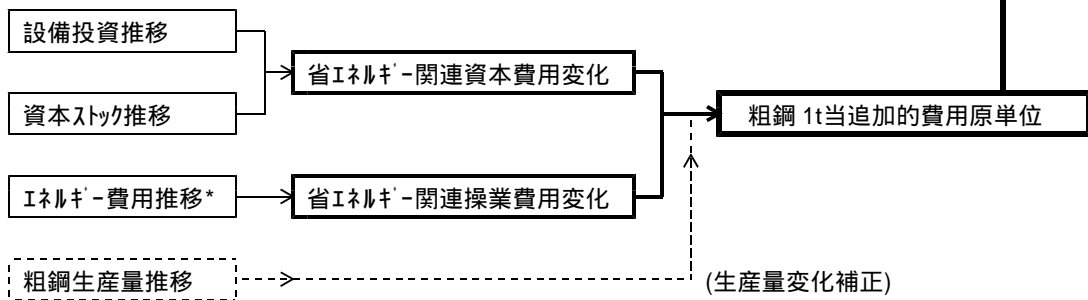 設備投資推移
省ｴﾈﾙｷﾞｰ関連資本費用変化
資本ｽﾄｯｸ推移
粗鋼 1t当追加的費用原単位
ｴﾈﾙｷﾞｰ費用推移*
省ｴﾈﾙｷﾞｰ関連操業費用変化
粗鋼生産量推移
(生産量変化補正)